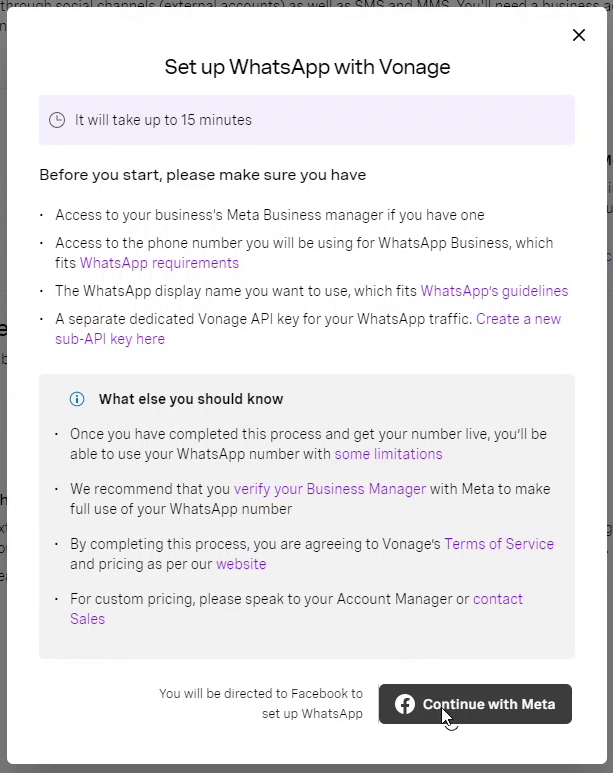 through social channels (external accounts) as well as SMS and MMS. You'll need a business
Set up WhatsApp with Vonage
It will take up to 15 minutes
Before you start, please make sure you have
· Access to your business's Meta Business manager if you have one
· Access to the phone number you will be using for WhatsApp Business, which
fits WhatsApp requirements
· The WhatsApp display name you want to use, which fits WhatsApp's guidelines
· A separate dedicated Vonage API key for your WhatsApp traffic. Create a new
sub-API key here
What else you should know
· Once you have completed this process and get your number live, you'll be
able to use your WhatsApp number with some limitations
· We recommend that you verify your Business Manager with Meta to make
full use of your WhatsApp number
· By completing this process, you are agreeing to Vonage's Terms of Service
and pricing as per our website
· For custom pricing, please speak to your Account Manager or contact
Sales
You will be directed to Facebook to
set up WhatsApp
Continue with Meta